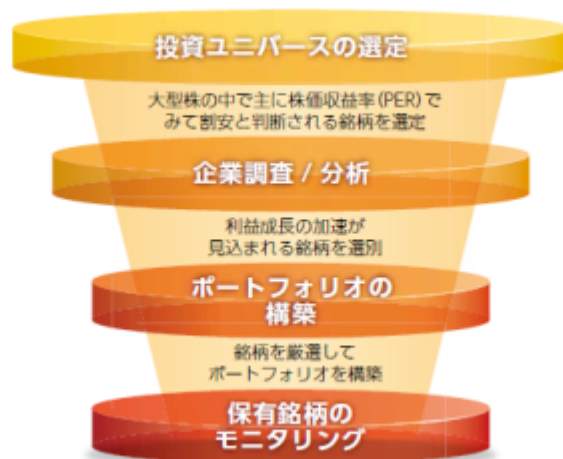 投資ユニバースの選定
大型株の中で主に株価収益率(PER)で
みて割安と判断される銘柄を選定
企業調査 / 分析
利益成長の加速が
見込まれる銘柄を選別
ポートフォリオの
構築
銘柄を厳選して
ポートフォリオを構築
保有銘柄の
モニタリング